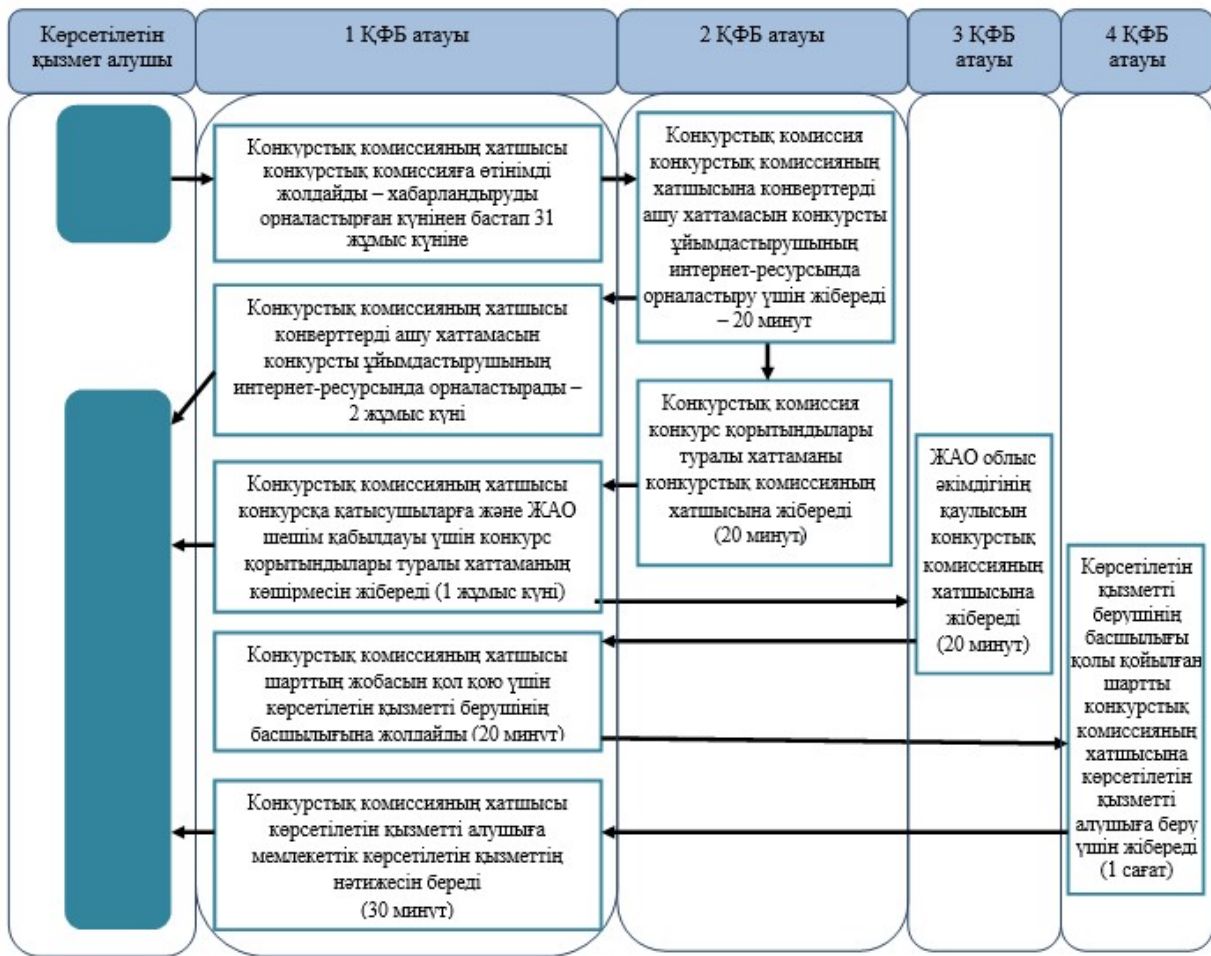 Көрсетілетін
қызмет алушы
1 ҚФБ атауы
2 ҚФБ атауы
3 ҚФБ
атауы
4 ҚФБ
атауы
Конкурстық комиссияның хатшысы
конкурстық комиссияға өтінімді
жолдайды – хабарландыруды
орналастырған күнінен бастап 31
жұмыс күніне
Конкурстық комиссия
конкурстық комиссияның
хатшысына конверттерді
ашу хаттамасын конкурсты
ұйымдастырушының
интернет-ресурсында
орналастыру үшін жібереді
– 20 минут
Конкурстық комиссияның хатшысы
конверттерді ашу хаттамасын
конкурсты ұйымдастырушының
интернет-ресурсында орналастырады –
2 жұмыс күні
Конкурстық комиссия
конкурс қорытындылары
туралы хаттаманы
конкурстық комиссияның
хатшысына жібереді
(20 минут)
Конкурстық комиссияның хатшысы
конкурсқа қатысушыларға және ЖАО
шешім қабылдауы үшін конкурс
қорытындылары туралы хаттаманың
көшірмесін жібереді (1 жұмыс күні)
ЖАО облыс
әкімдігінің
қаулысын
конкурстық
комиссияның
хатшысына
жібереді
(20 минут)
Конкурстық комиссияның хатшысы
шарттың жобасын қол қою үшін
көрсетілетін қызметті берушінің
басшылығына жолдайды (20 минут)
Көрсетілетін
қызметті
берушінің
басшылығы
қолы қойылған
шартты
конкурстық
комиссияның
хатшысына
көрсетілетін
қызметті
алушыға беру
үшін жібереді
(1 сағат)
Конкурстық комиссияның хатшысы
көрсетілетін қызметті алушыға
мемлекеттік көрсетілетін қызметтің
нәтижесін береді
(30 минут)